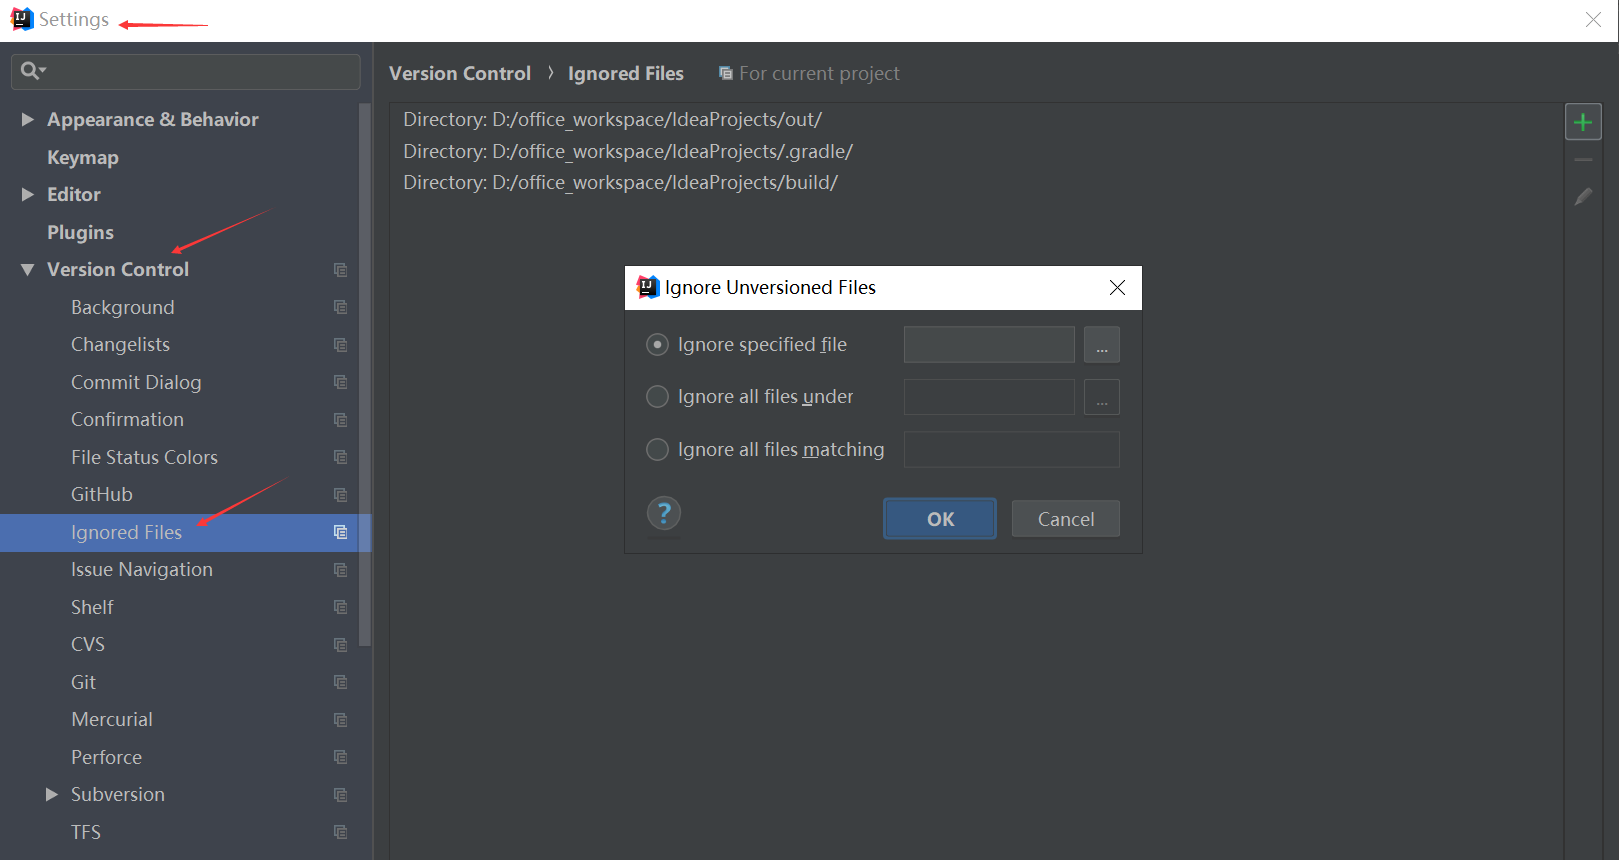 Settings
Appearance & Behavior
Keymap
Editor
Plugins
Version Control
Background
Changelists
Commit Dialog
Confirmation
File Status Colors
GitHub
Ignored Files
Issue Navigation
Shelf
CVS
Git
Mercurial
Perforce
Subversion
TFS
Version Control › Ignored Files For current project
Directory: D:/office_workspace/IdeaProjects/out/
Directory: D:/office_workspace/IdeaProjects/.gradle/
Directory: D:/office_workspace/IdeaProjects/build/
IJ Ignore Unversioned Files
Ignore specified file ...
Ignore all files under ...
Ignore all files matching
? OK Cancel